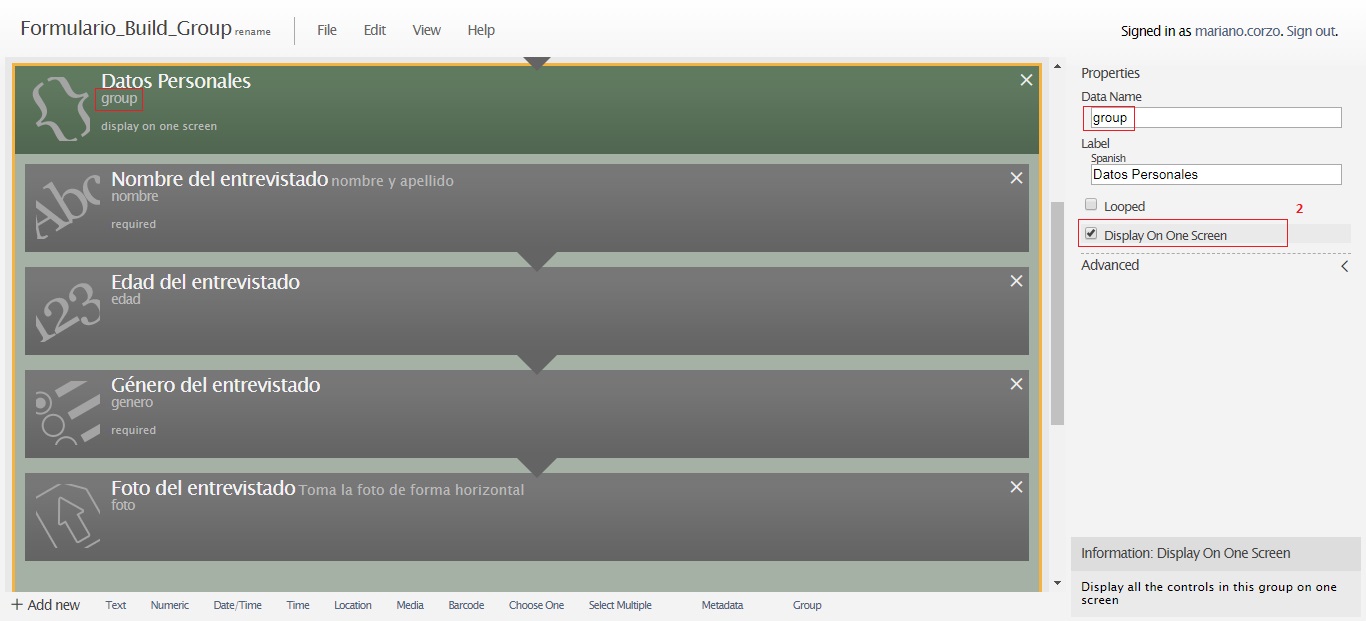 Formulario_Build_Group rename File Edit View Help Signed in as mariano.corzo. Sign out.
Datos Personales
group
display on one screen
Abc
Nombre del entrevistado nombre y apellido
nombre
required
123
Edad del entrevistado
edad
Género del entrevistado
genero
required
Foto del entrevistado Toma la foto de forma horizontal
foto
Properties
Data Name
group
Label
Spanish
Datos Personales
Looped
2
Display On One Screen
Advanced
Information: Display On One Screen
Display all the controls in this group on one
screen
+ Add new Text Numeric Date/Time Time Location Media Barcode Choose One Select Multiple Metadata Group